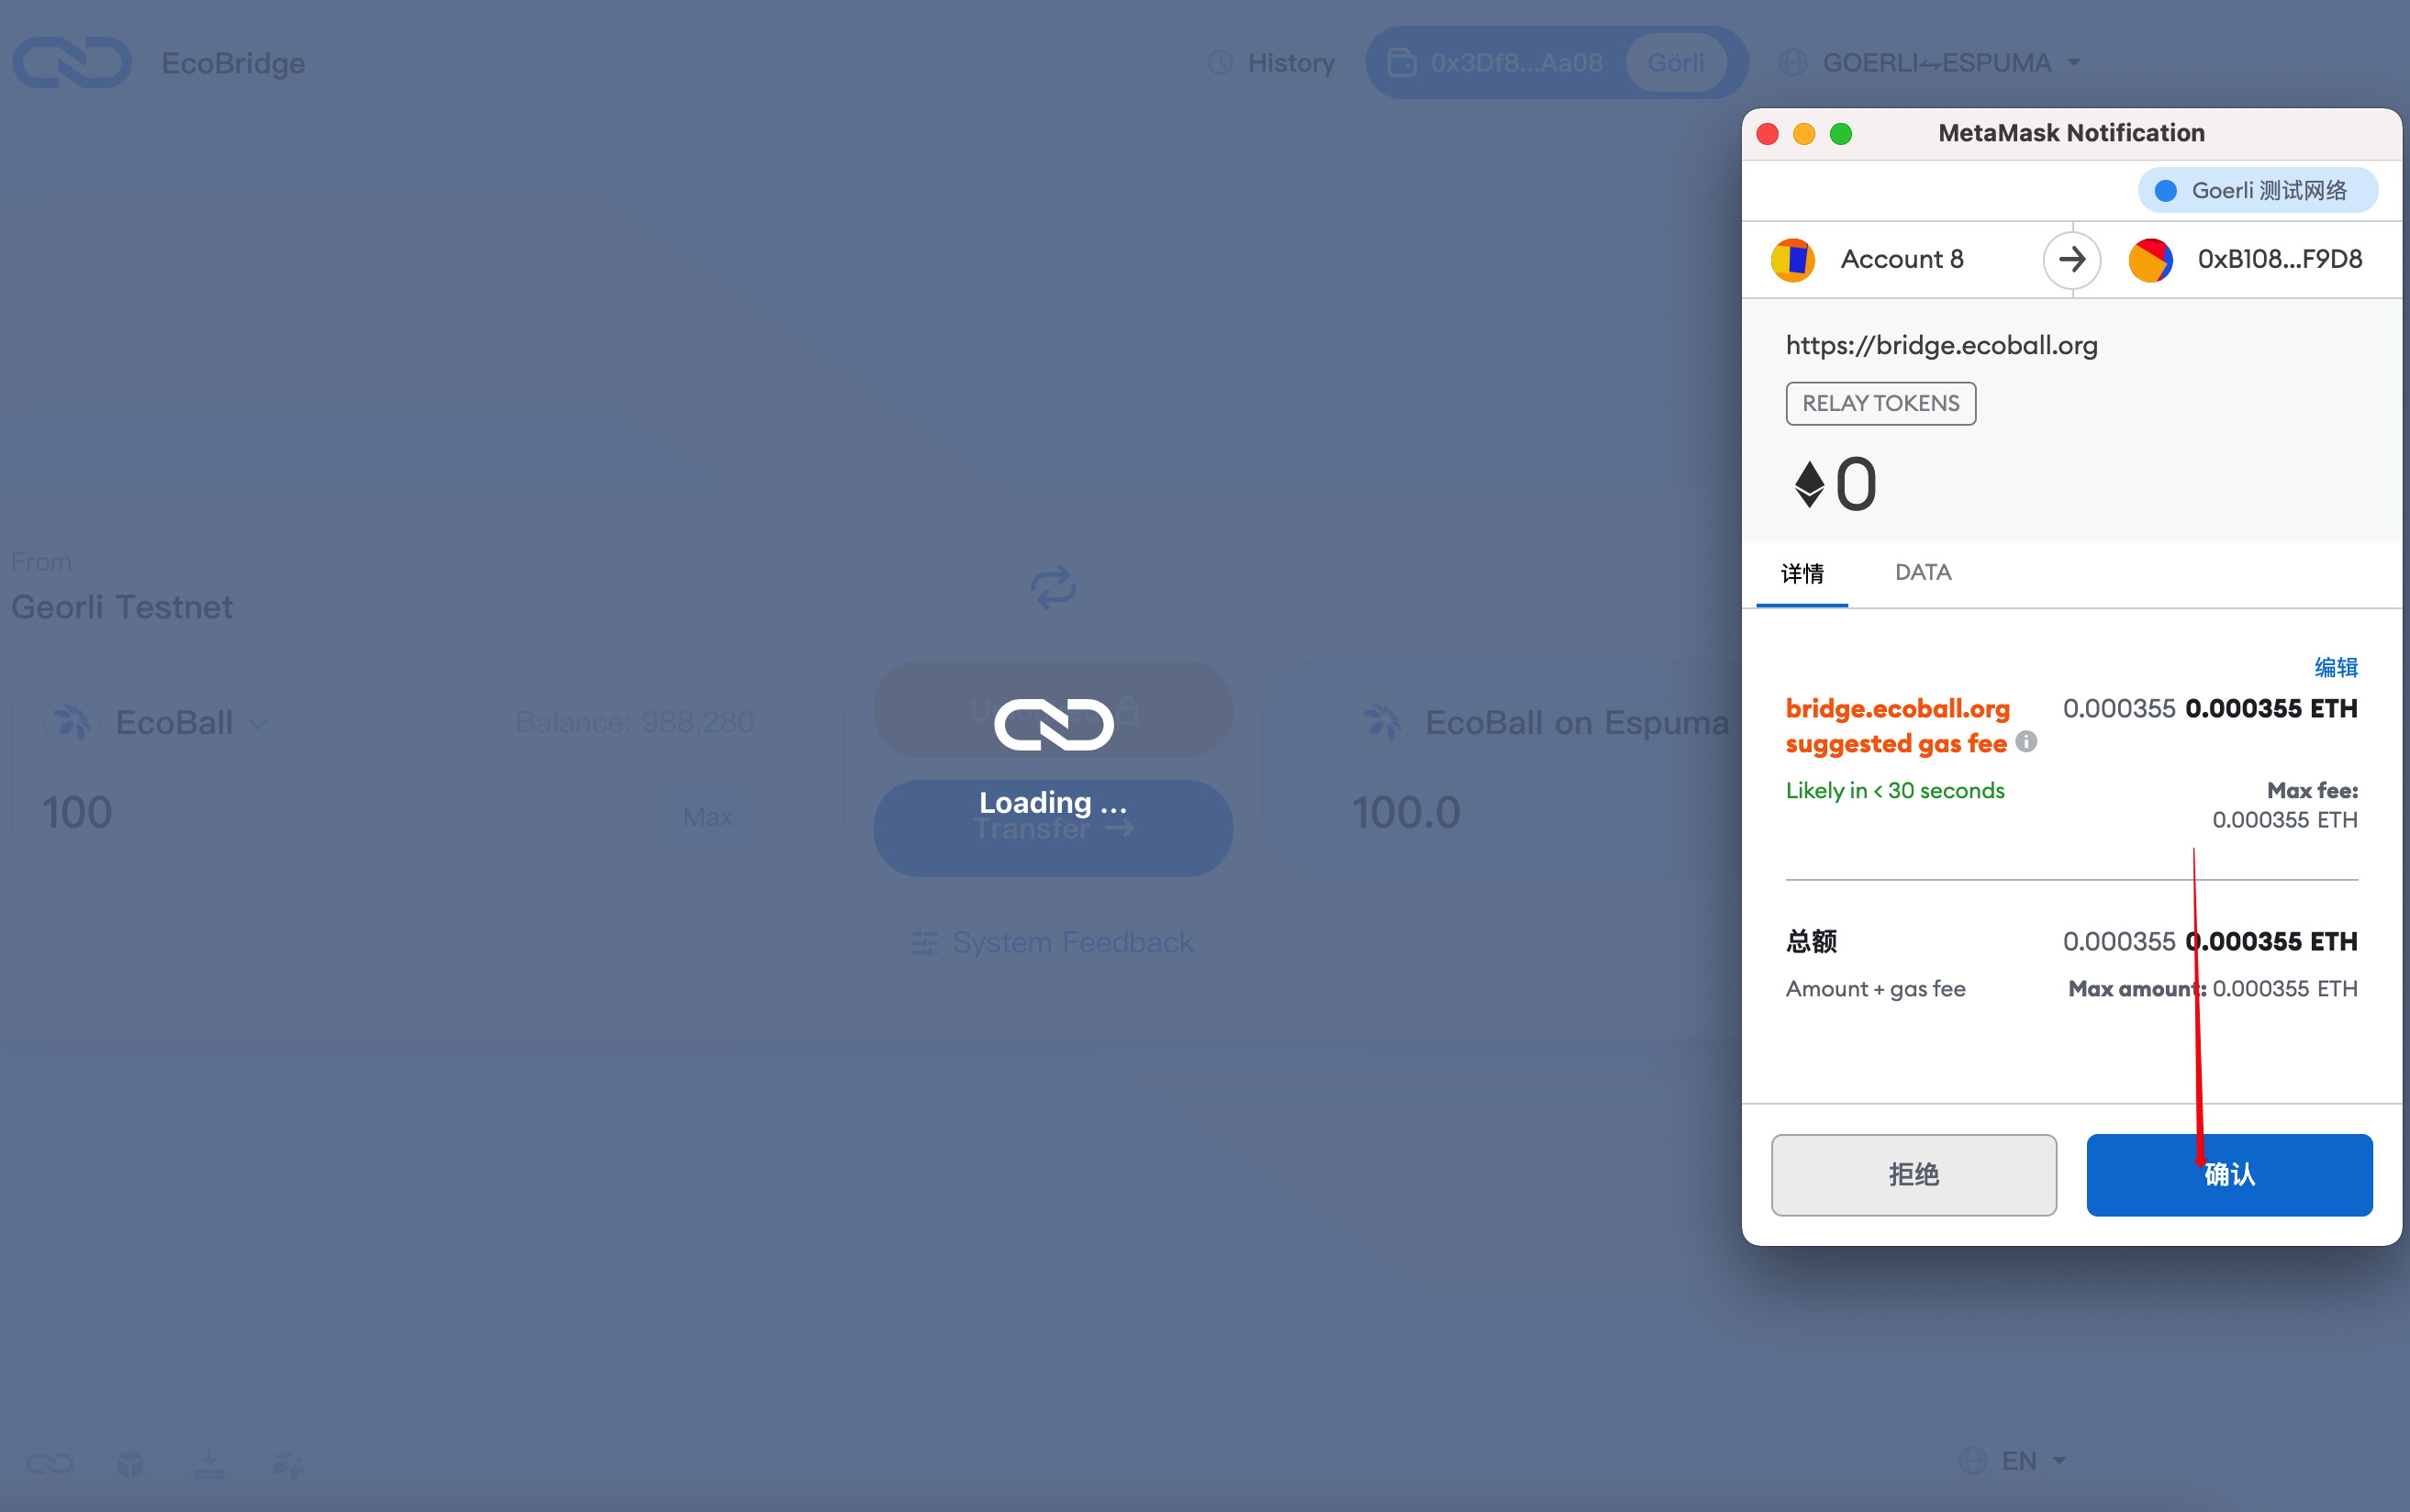 EcoBridge
History
0x3Df8...Aa08
Görli
GOERLI⇋ESPUMA
From
Georli Testnet
EcoBall
Balance: 988,280
100
Max
Loading ...
Transfer →
System Feedback
EcoBall on Espuma
100.0
EN
MetaMask Notification
Goerli 测试网络
Account 8
0xB108...F9D8
https://bridge.ecoball.org
RELAY TOKENS
0
详情
DATA
编辑
bridge.ecoball.org
suggested gas fee
0.000355 0.000355 ETH
Likely in < 30 seconds
Max fee:
0.000355 ETH
总额
0.000355 0.000355 ETH
Amount + gas fee
Max amount: 0.000355 ETH
拒绝
确认